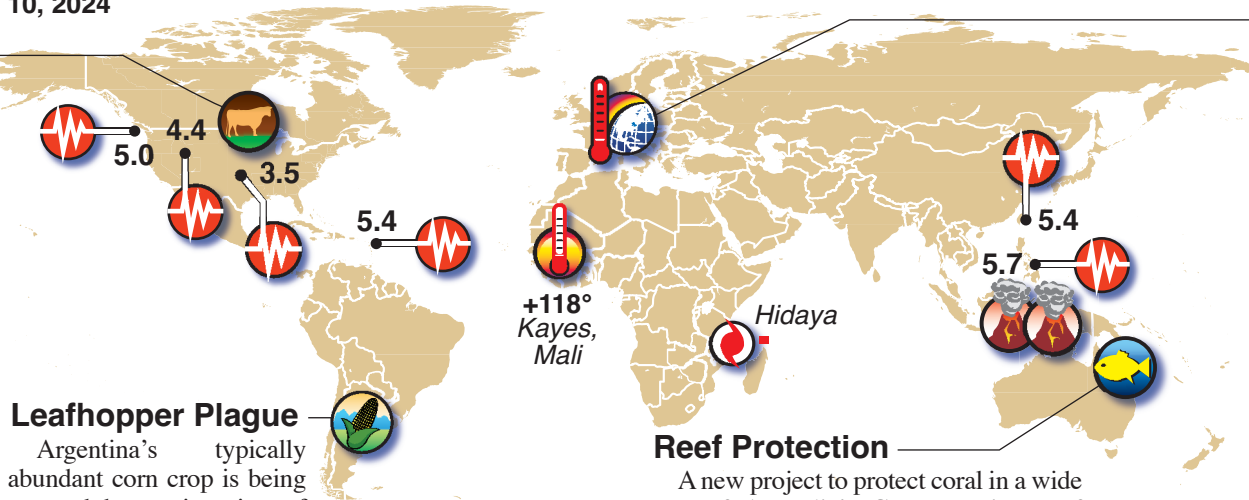 10, 2024
5.0
4.4
3.5
5.4
+118°
Kayes,
Mali
Hidaya
5.4
5.7
Leafhopper Plague
Argentina's typically
abundant corn crop is being
Reef Protection
A new project to protect coral in a wide